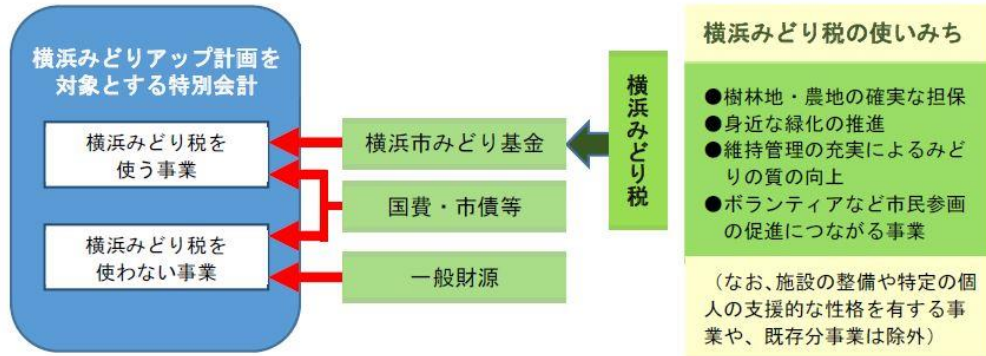 横浜みどりアップ計画を
対象とする特別会計
横浜みどり税を
使う事業
横浜みどり税を
使わない事業
横浜市みどり基金
国費・市債等
一般財源
横浜みどり税
横浜みどり税の使いみち
●樹林地・農地の確実な担保
●身近な緑化の推進
●維持管理の充実によるみど
りの質の向上
●ボランティアなど市民参画
の促進につながる事業
（なお、施設の整備や特定の個
人の支援的な性格を有する事
業や、既存分事業は除外）